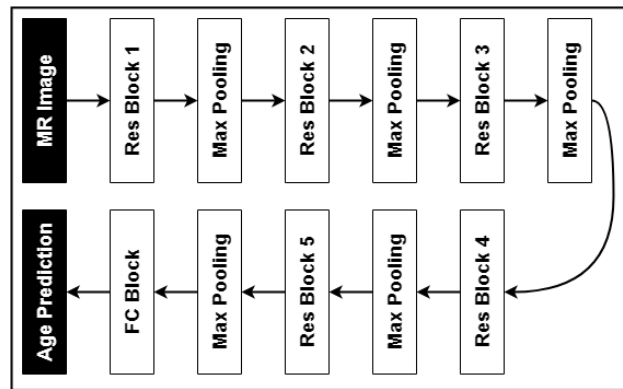 MR Image
Res Block 1
Max Pooling
Res Block 2
Max Pooling
Res Block 3
Max Pooling
Res Block 4
Max Pooling
Res Block 5
Max Pooling
FC Block
Age Prediction